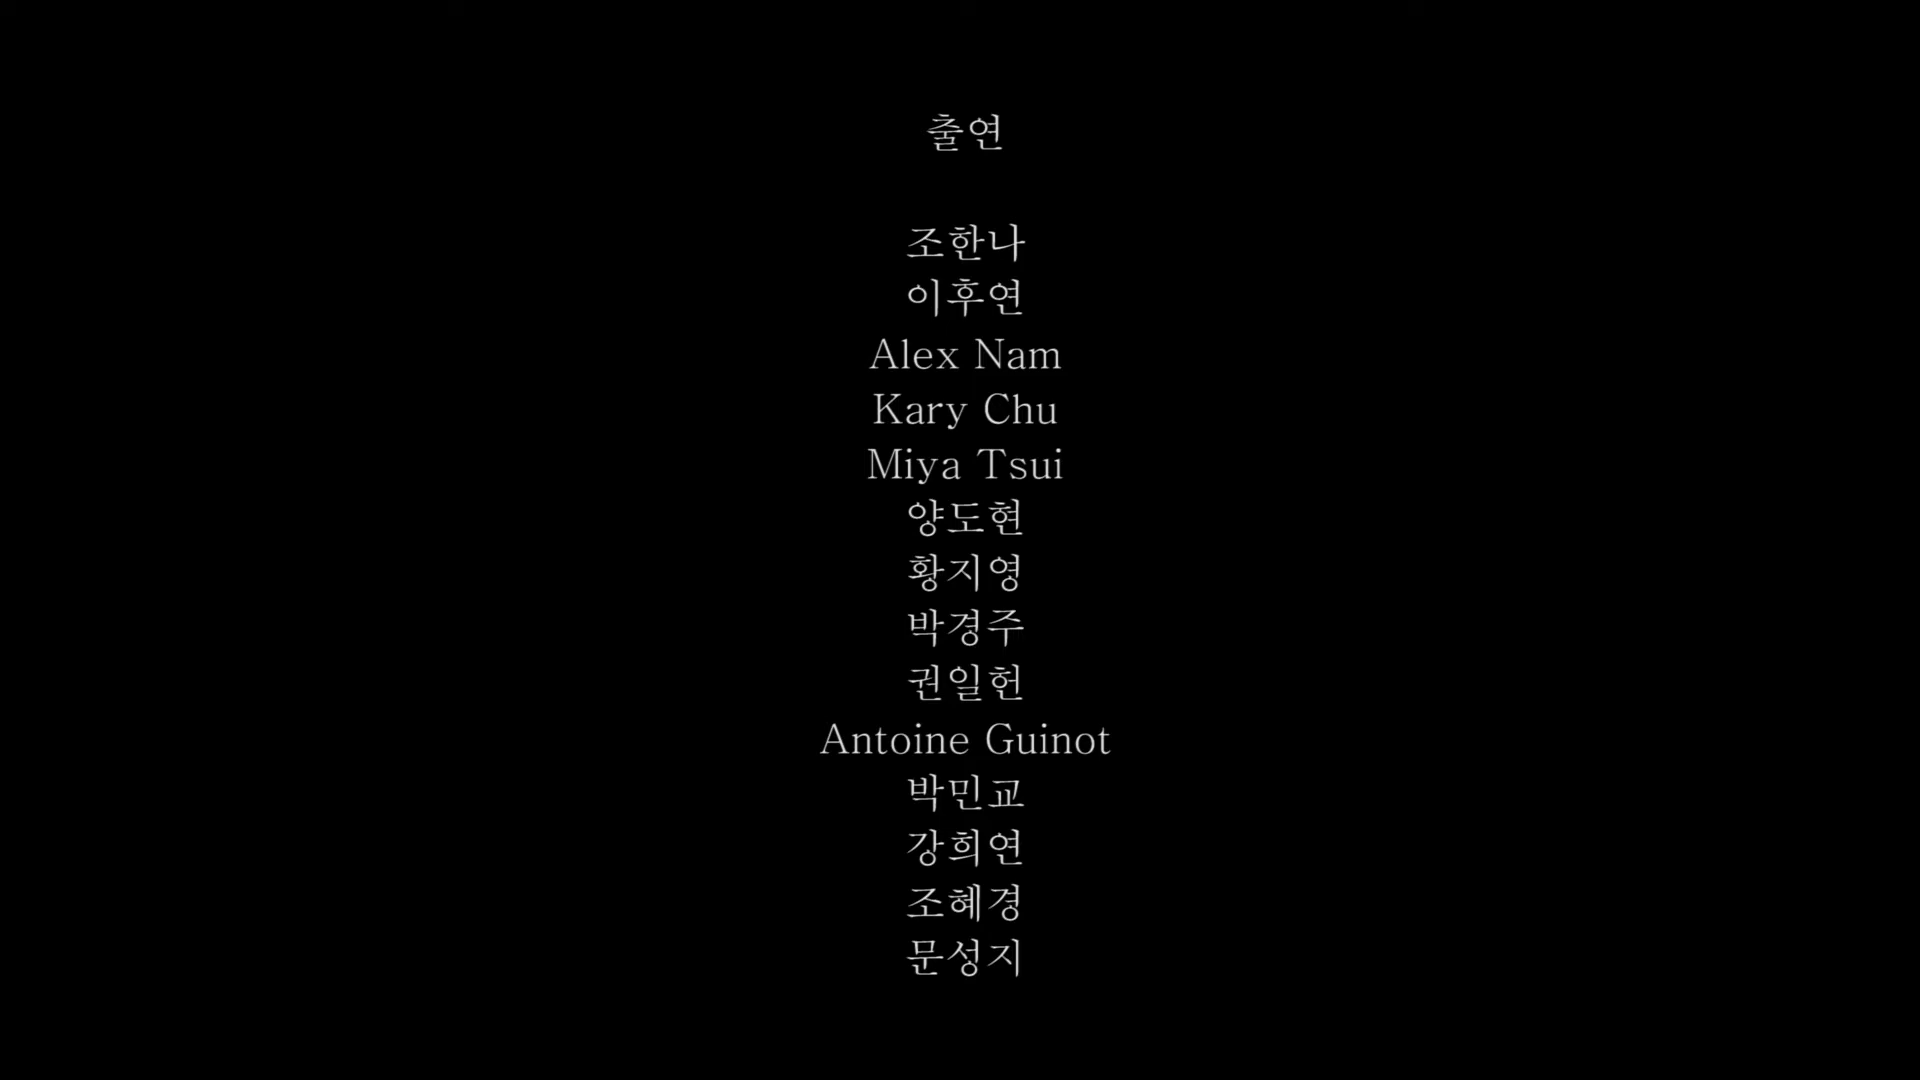 출연
조한나
이후연
Alex Nam
Kary Chu
Miya Tsui
양도현
황지영
박경주
권일헌
Antoine Guinot
박민교
강희연
조혜경
문성지